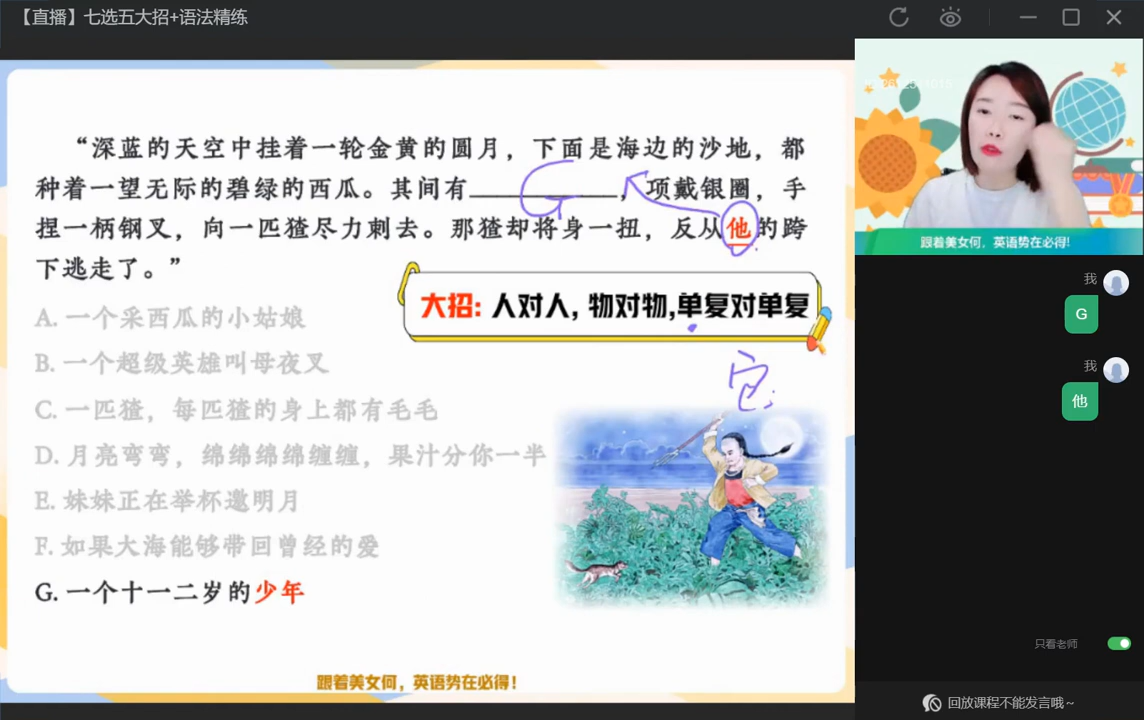 【直播】七选五大招+语法精练
“深蓝的天空中挂着一轮金黄的圆月，下面是海边的沙地，都
种着一望无际的碧绿的西瓜。其间有__________，项戴银圈，手
捏一柄钢叉，向一匹猹尽力刺去。那猹却将身一扭，反从他的跨
下逃走了。”
大招: 人对人, 物对物,单复对单复
A. 一个采西瓜的小姑娘
B. 一个超级英雄叫母夜叉
C. 一匹猹，每匹猹的身上都有毛毛
D. 月亮弯弯，绵绵绵绵缠缠，果汁分你一半
E. 妹妹正在举杯邀明月
F. 如果大海能够带回曾经的爱
G. 一个十一二岁的少年
G
它
跟着美女何，英语势在必得！
跟着美女何，英语势在必得!
我
G
我
他
只看老师
回放课程不能发言哦~